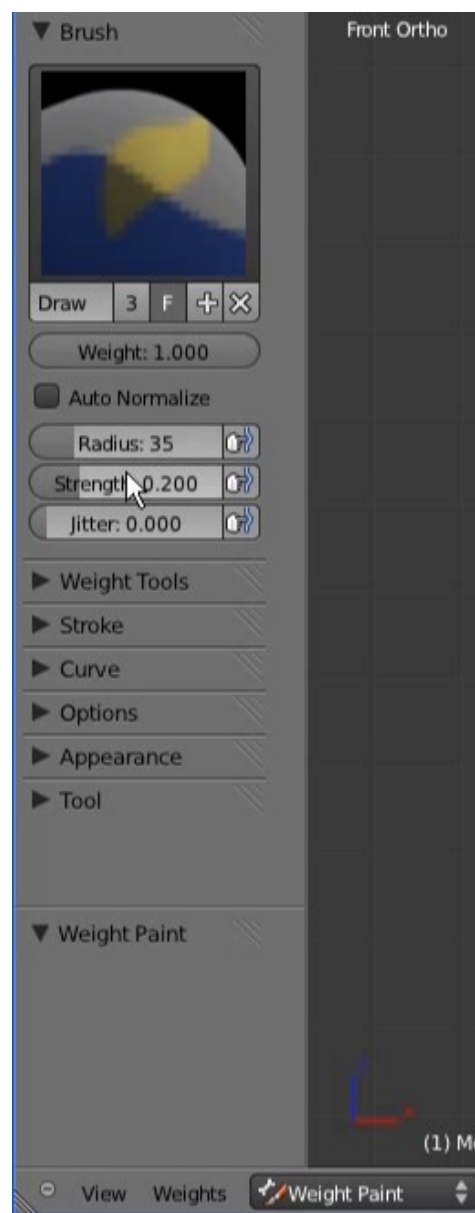 Brush
Front Ortho
Draw 3 F
Weight: 1.000
Auto Normalize
Radius: 35
Strength: 0.200
Jitter: 0.000
Weight Tools
Stroke
Curve
Options
Appearance
Tool
Weight Paint
x
(1)
View Weights Weight Paint